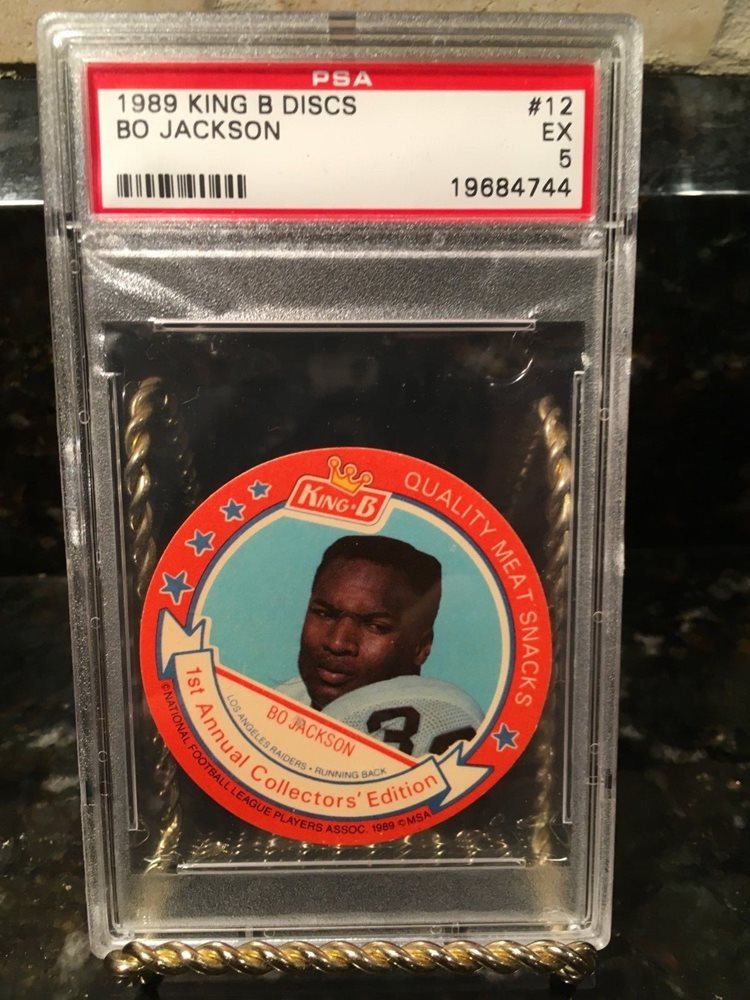 PSA
1989 KING B DISCS #12
BO JACKSON EX
5
19684744
KING·B
QUALITY MEAT SNACKS
BO JACKSON
LOS ANGELES RAIDERS • RUNNING BACK
1st Annual Collectors' Edition
©NATIONAL FOOTBALL LEAGUE PLAYERS ASSOC. 1989 ©MSA